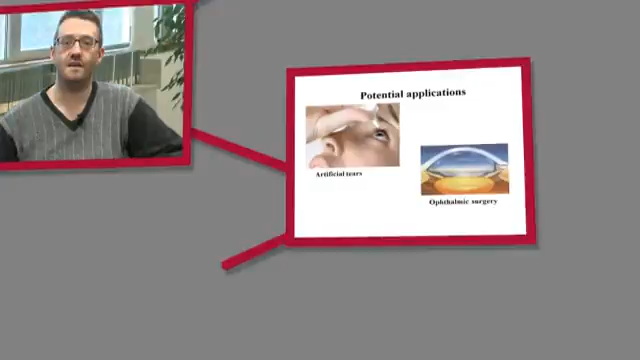 Potential applications
Artificial tears
Ophthalmic surgery